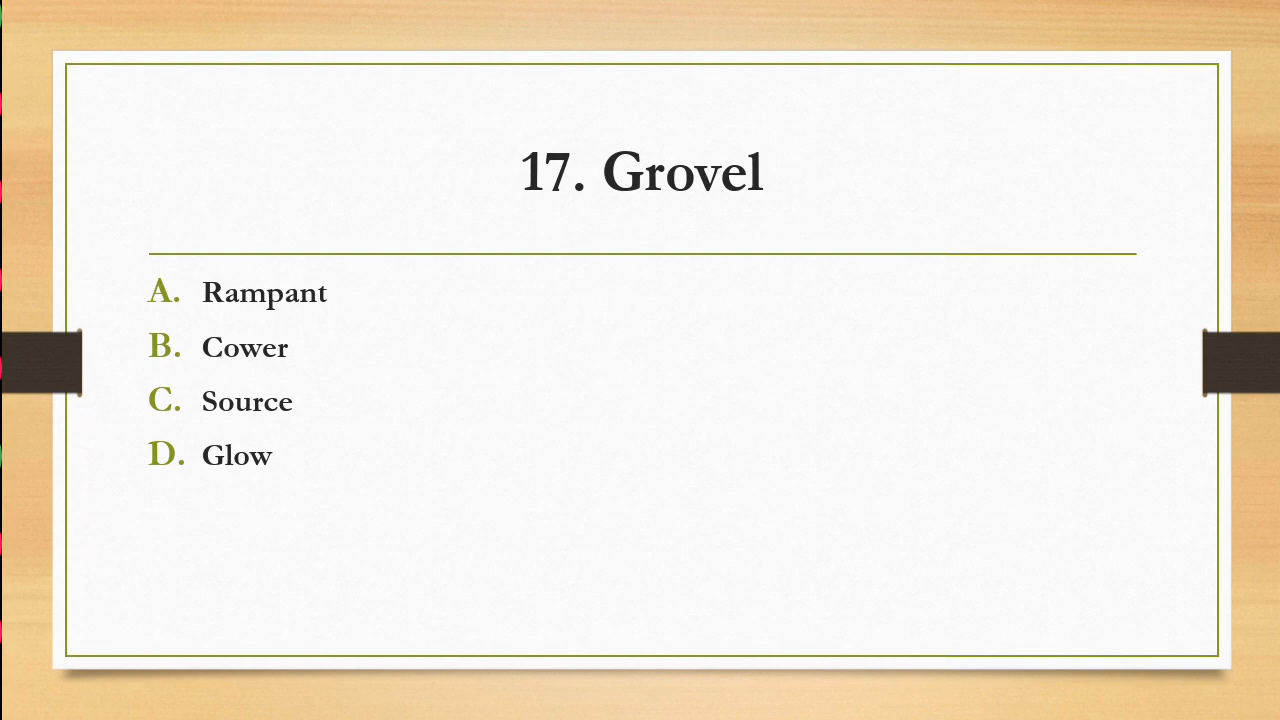 17. Grovel
A. Rampant
B. Cower
C. Source
D. Glow